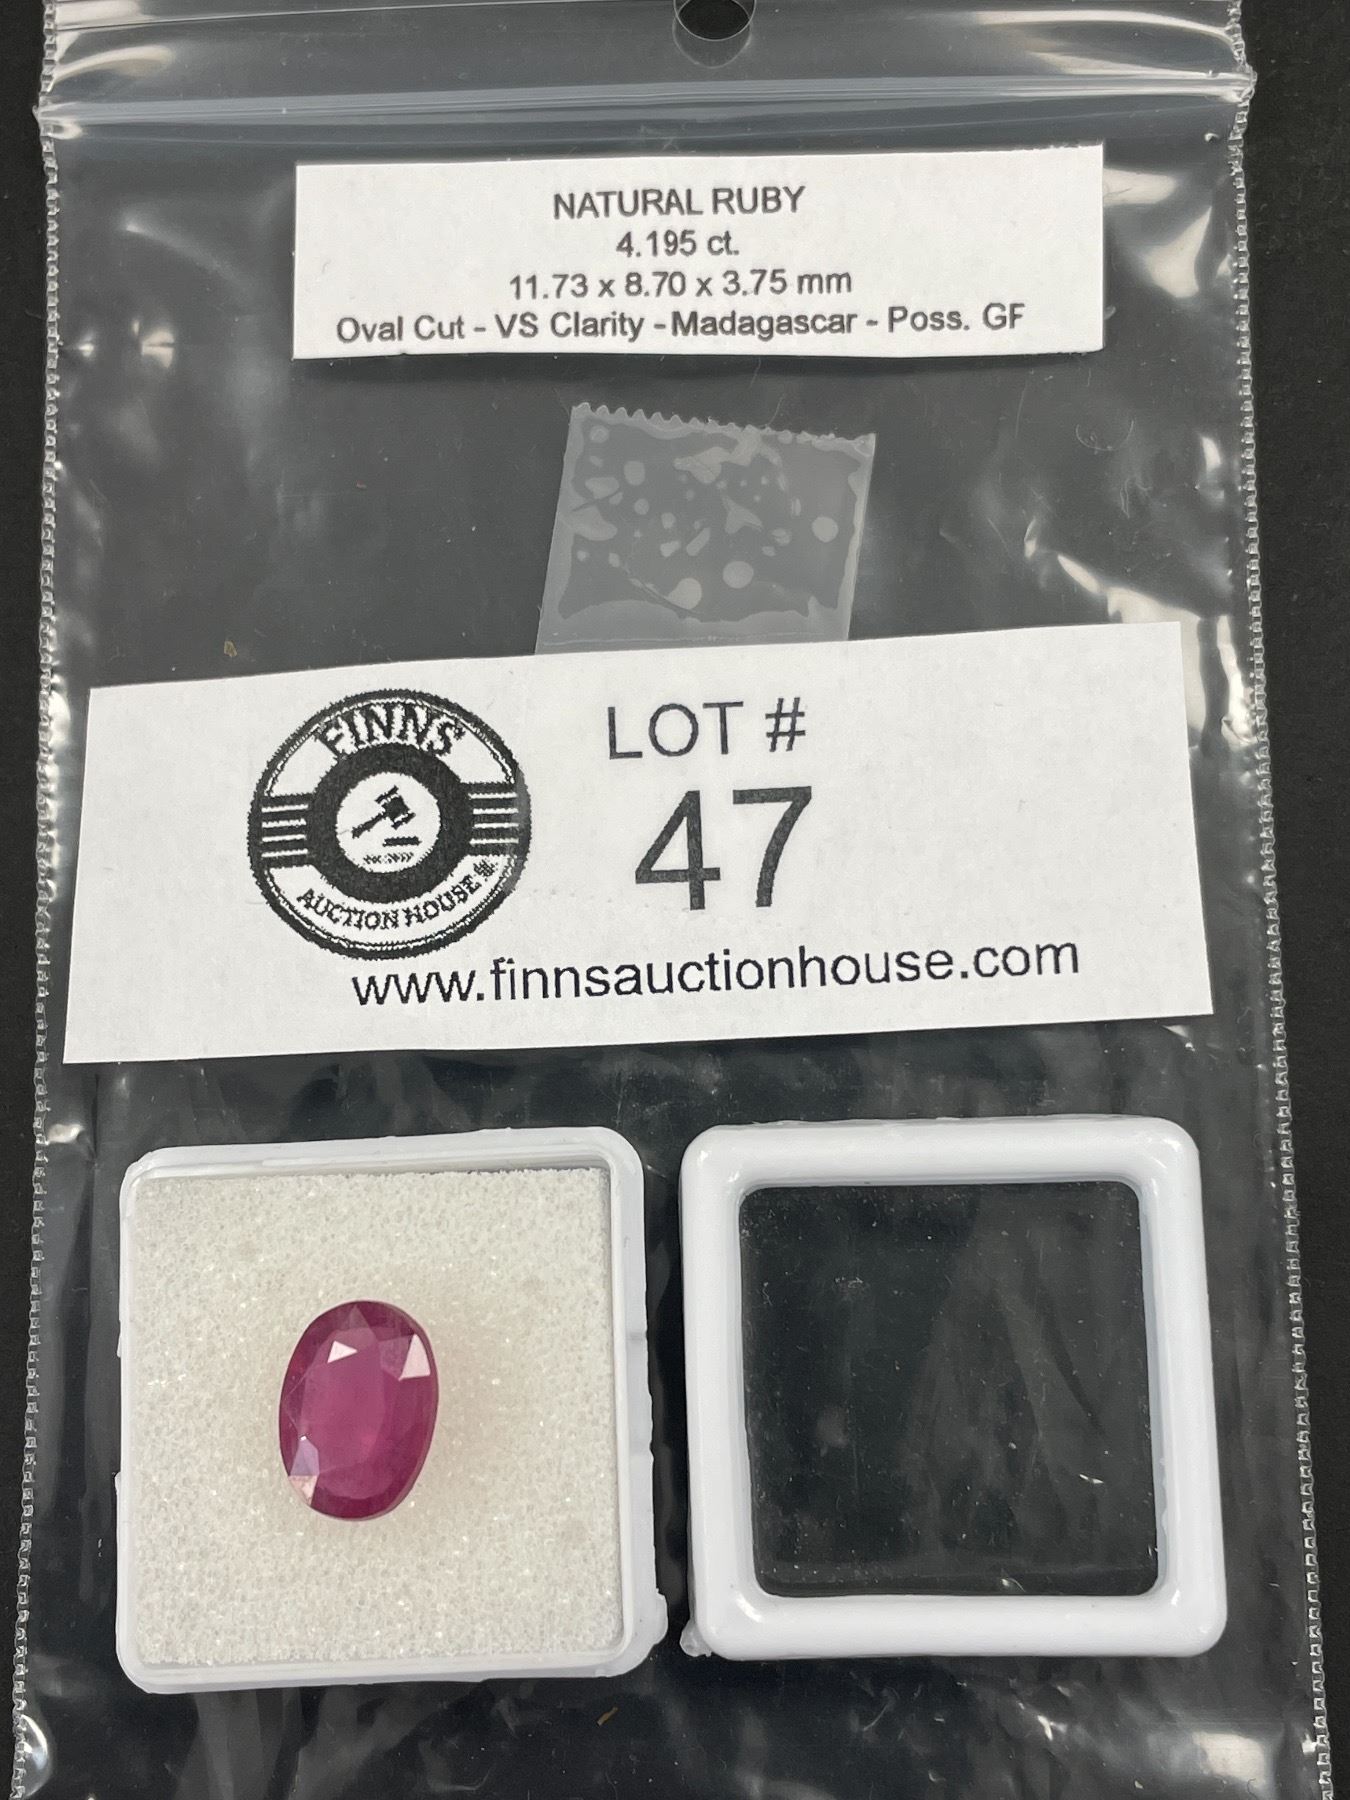 NATURAL RUBY
4.195 ct.
11.73 x 8.70 x 3.75 mm
Oval Cut - VS Clarity - Madagascar - Poss. GF
FINNS
AUCTION HOUSE
LOT #
47
www.finnsauctionhouse.com